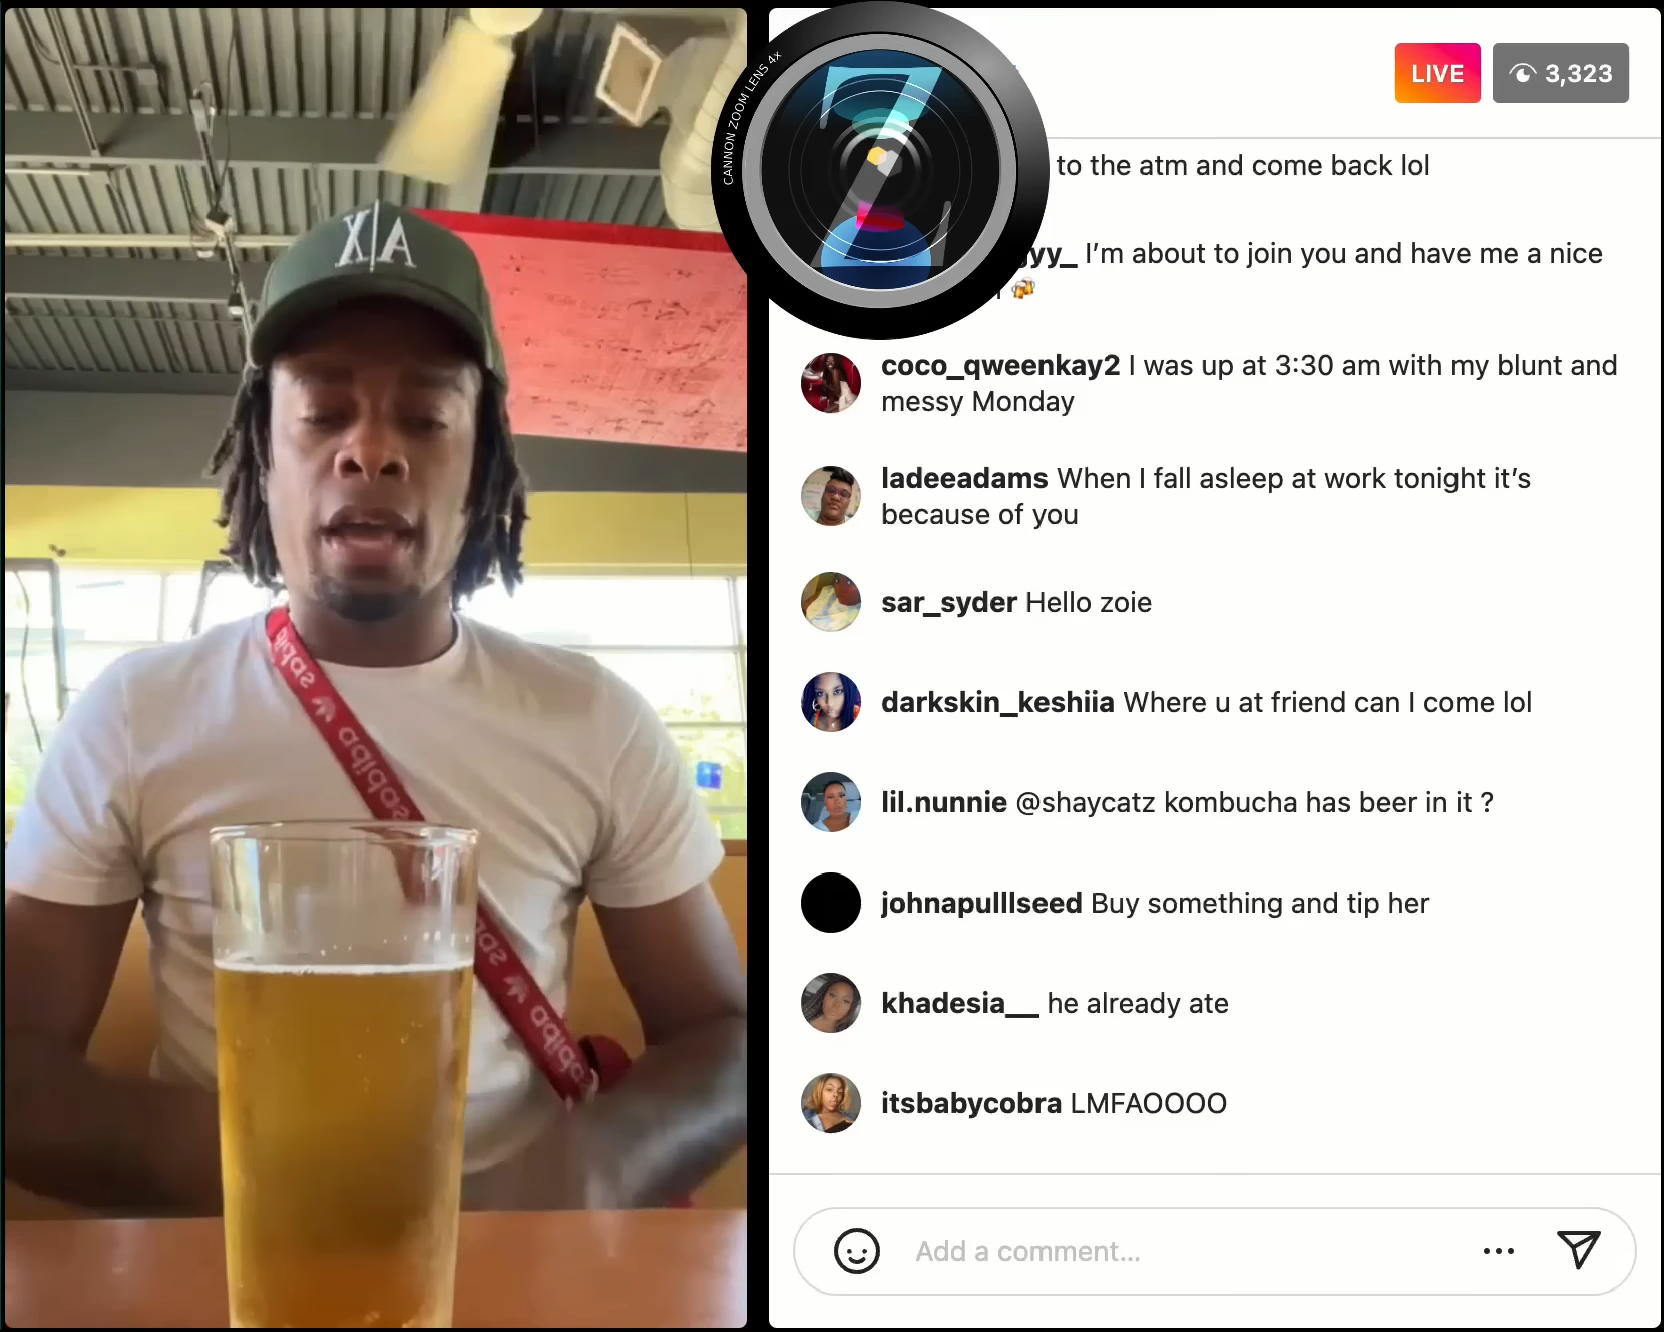 X|A
adidas
adidas
adidas
adidas
CANNON ZOOM LENS 4x
Z
LIVE
3,323
to the atm and come back lol
yy_ I’m about to join you and have me a nice
coco_qweenkay2 I was up at 3:30 am with my blunt and
messy Monday
ladeeadams When I fall asleep at work tonight it’s
because of you
sar_syder Hello zoie
darkskin_keshiia Where u at friend can I come lol
lil.nunnie @shaycatz kombucha has beer in it ?
johnapulllseed Buy something and tip her
khadesia__ he already ate
itsbabycobra LMFAOOOO
Add a comment...